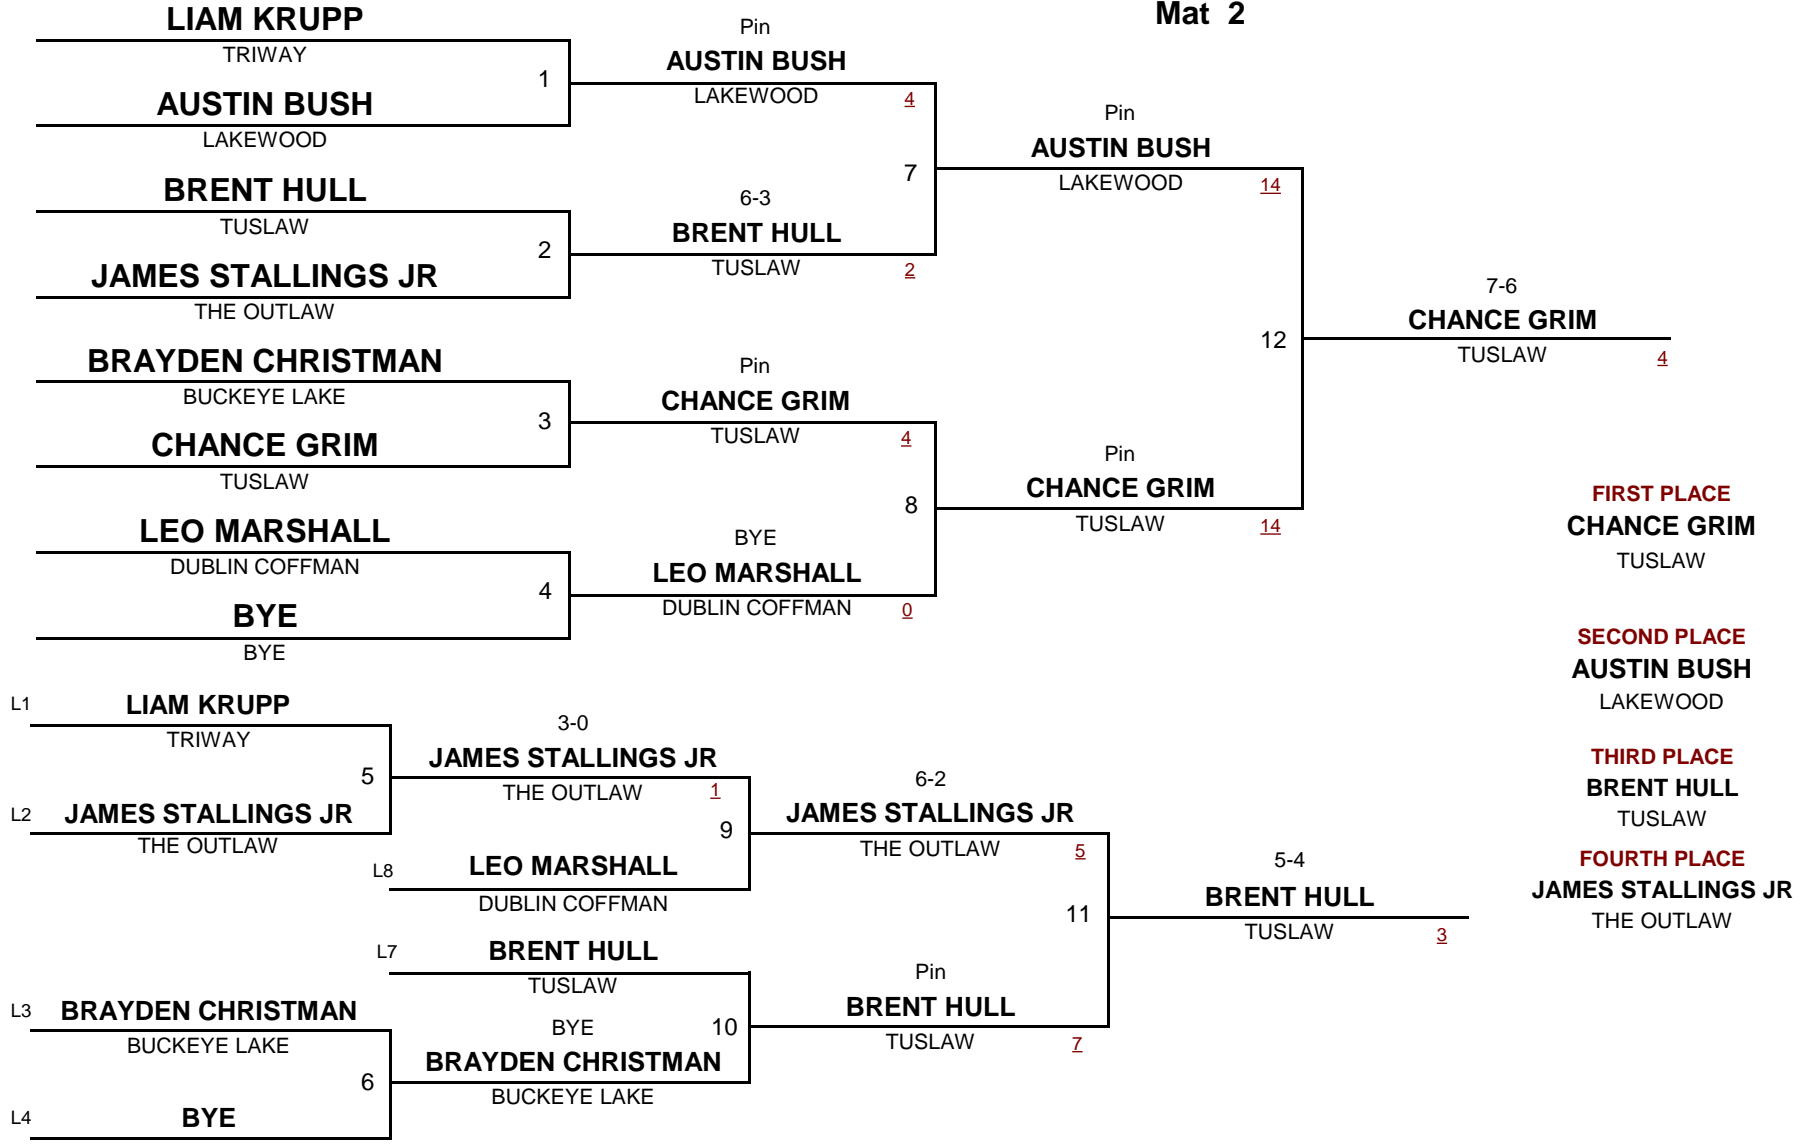 Mat 2
LIAM KRUPP
TRIWAY
1
AUSTIN BUSH
LAKEWOOD
BRENT HULL
TUSLAW
2
JAMES STALLINGS JR
THE OUTLAW
BRAYDEN CHRISTMAN
BUCKEYE LAKE
3
CHANCE GRIM
TUSLAW
LEO MARSHALL
DUBLIN COFFMAN
4
BYE
BYE
Pin
AUSTIN BUSH
LAKEWOOD 4
7
6-3
BRENT HULL
TUSLAW 2
Pin
CHANCE GRIM
TUSLAW 4
8
BYE
LEO MARSHALL
DUBLIN COFFMAN 0
Pin
AUSTIN BUSH
LAKEWOOD 14
12
Pin
CHANCE GRIM
TUSLAW 14
7-6
CHANCE GRIM
TUSLAW 4
FIRST PLACE
CHANCE GRIM
TUSLAW
SECOND PLACE
AUSTIN BUSH
LAKEWOOD
THIRD PLACE
BRENT HULL
TUSLAW
FOURTH PLACE
JAMES STALLINGS JR
THE OUTLAW
L1 LIAM KRUPP
TRIWAY
5
L2 JAMES STALLINGS JR
THE OUTLAW
3-0
JAMES STALLINGS JR
THE OUTLAW 1
9
L8 LEO MARSHALL
DUBLIN COFFMAN
L7 BRENT HULL
TUSLAW
10
L3 BRAYDEN CHRISTMAN
BUCKEYE LAKE
6
L4 BYE
BYE
BRAYDEN CHRISTMAN
BUCKEYE LAKE
6-2
JAMES STALLINGS JR
THE OUTLAW 5
11
Pin
BRENT HULL
TUSLAW 7
5-4
BRENT HULL
TUSLAW 3